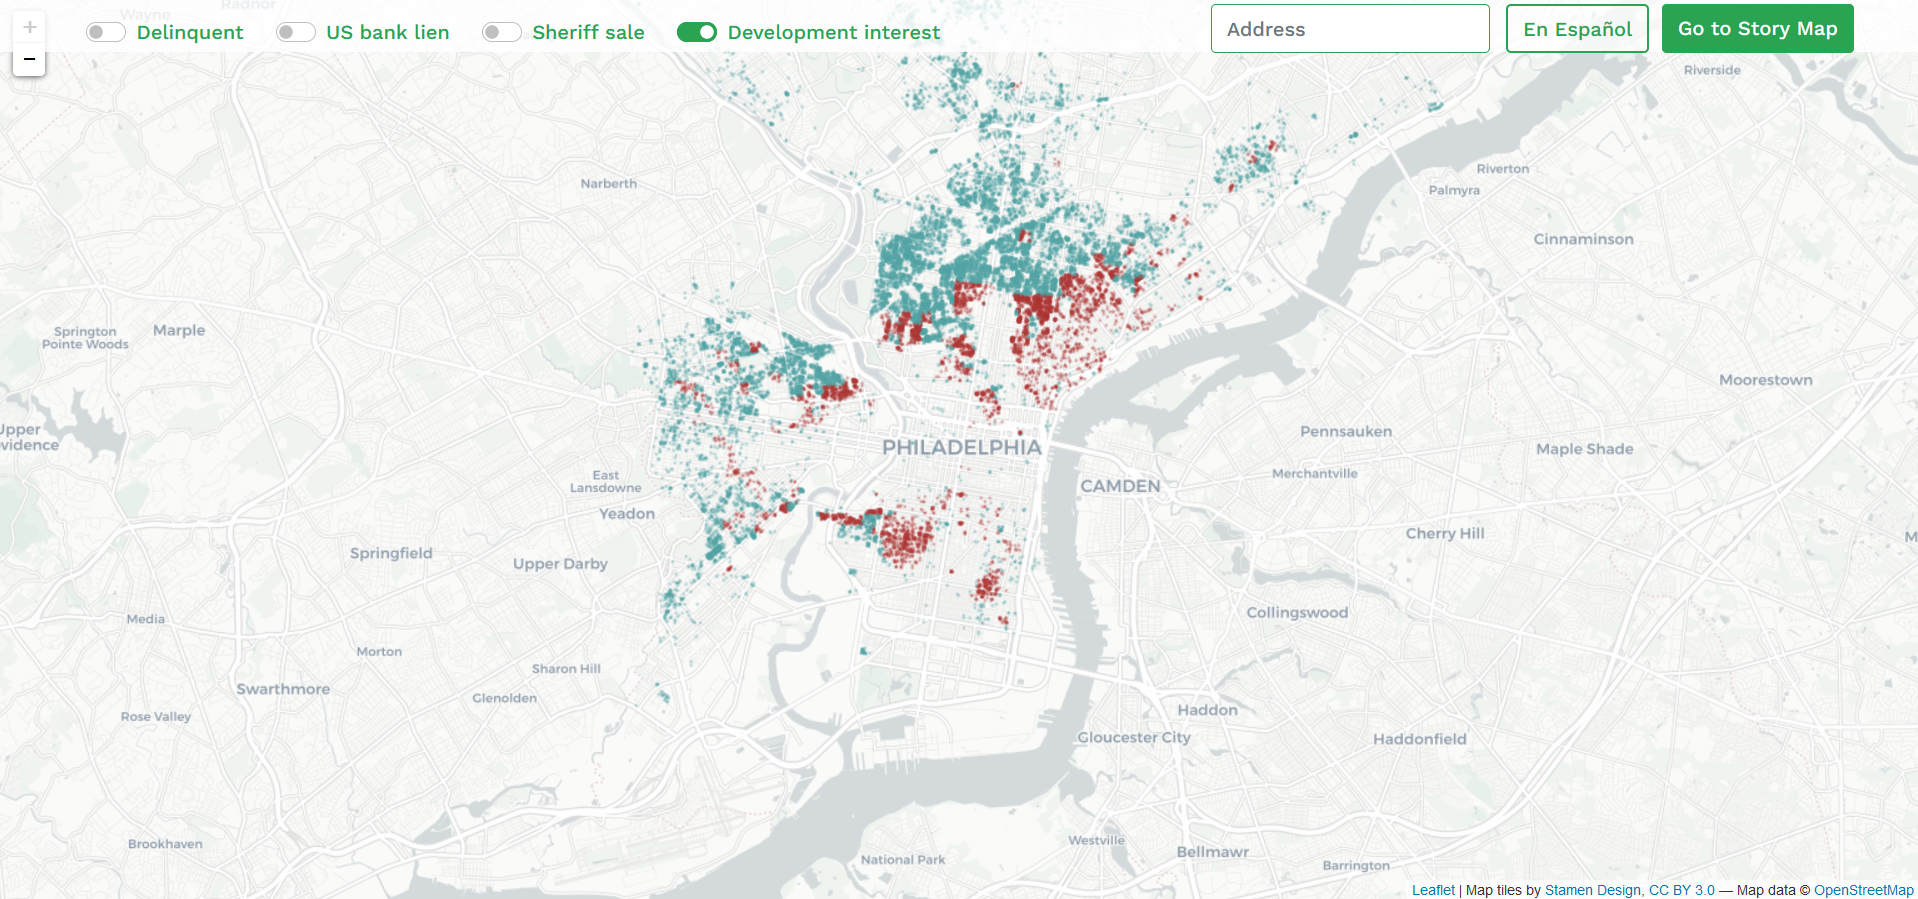 Wayne
Radnor
+
−
Delinquent
US bank lien
Sheriff sale
Development interest
Address
En Español
Go to Story Map
Riverside
Narberth
Riverton
Palmyra
Cinnaminson
Springton
Pointe Woods
Marple
Moorestown
Upper
vidence
PHILADELPHIA
Pennsauken
Maple Shade
East
Lansdowne
Merchantville
CAMDEN
Yeadon
Cherry Hill
M
Springfield
Upper Darby
Media
Collingswood
Morton
Sharon Hill
Swarthmore
Glenolden
Rose Valley
Haddon
Gloucester City
Haddonfield
Brookhaven
National Park
Westville
Bellmawr
Barrington
Leaflet | Map tiles by Stamen Design, CC BY 3.0 — Map data © OpenStreetMap